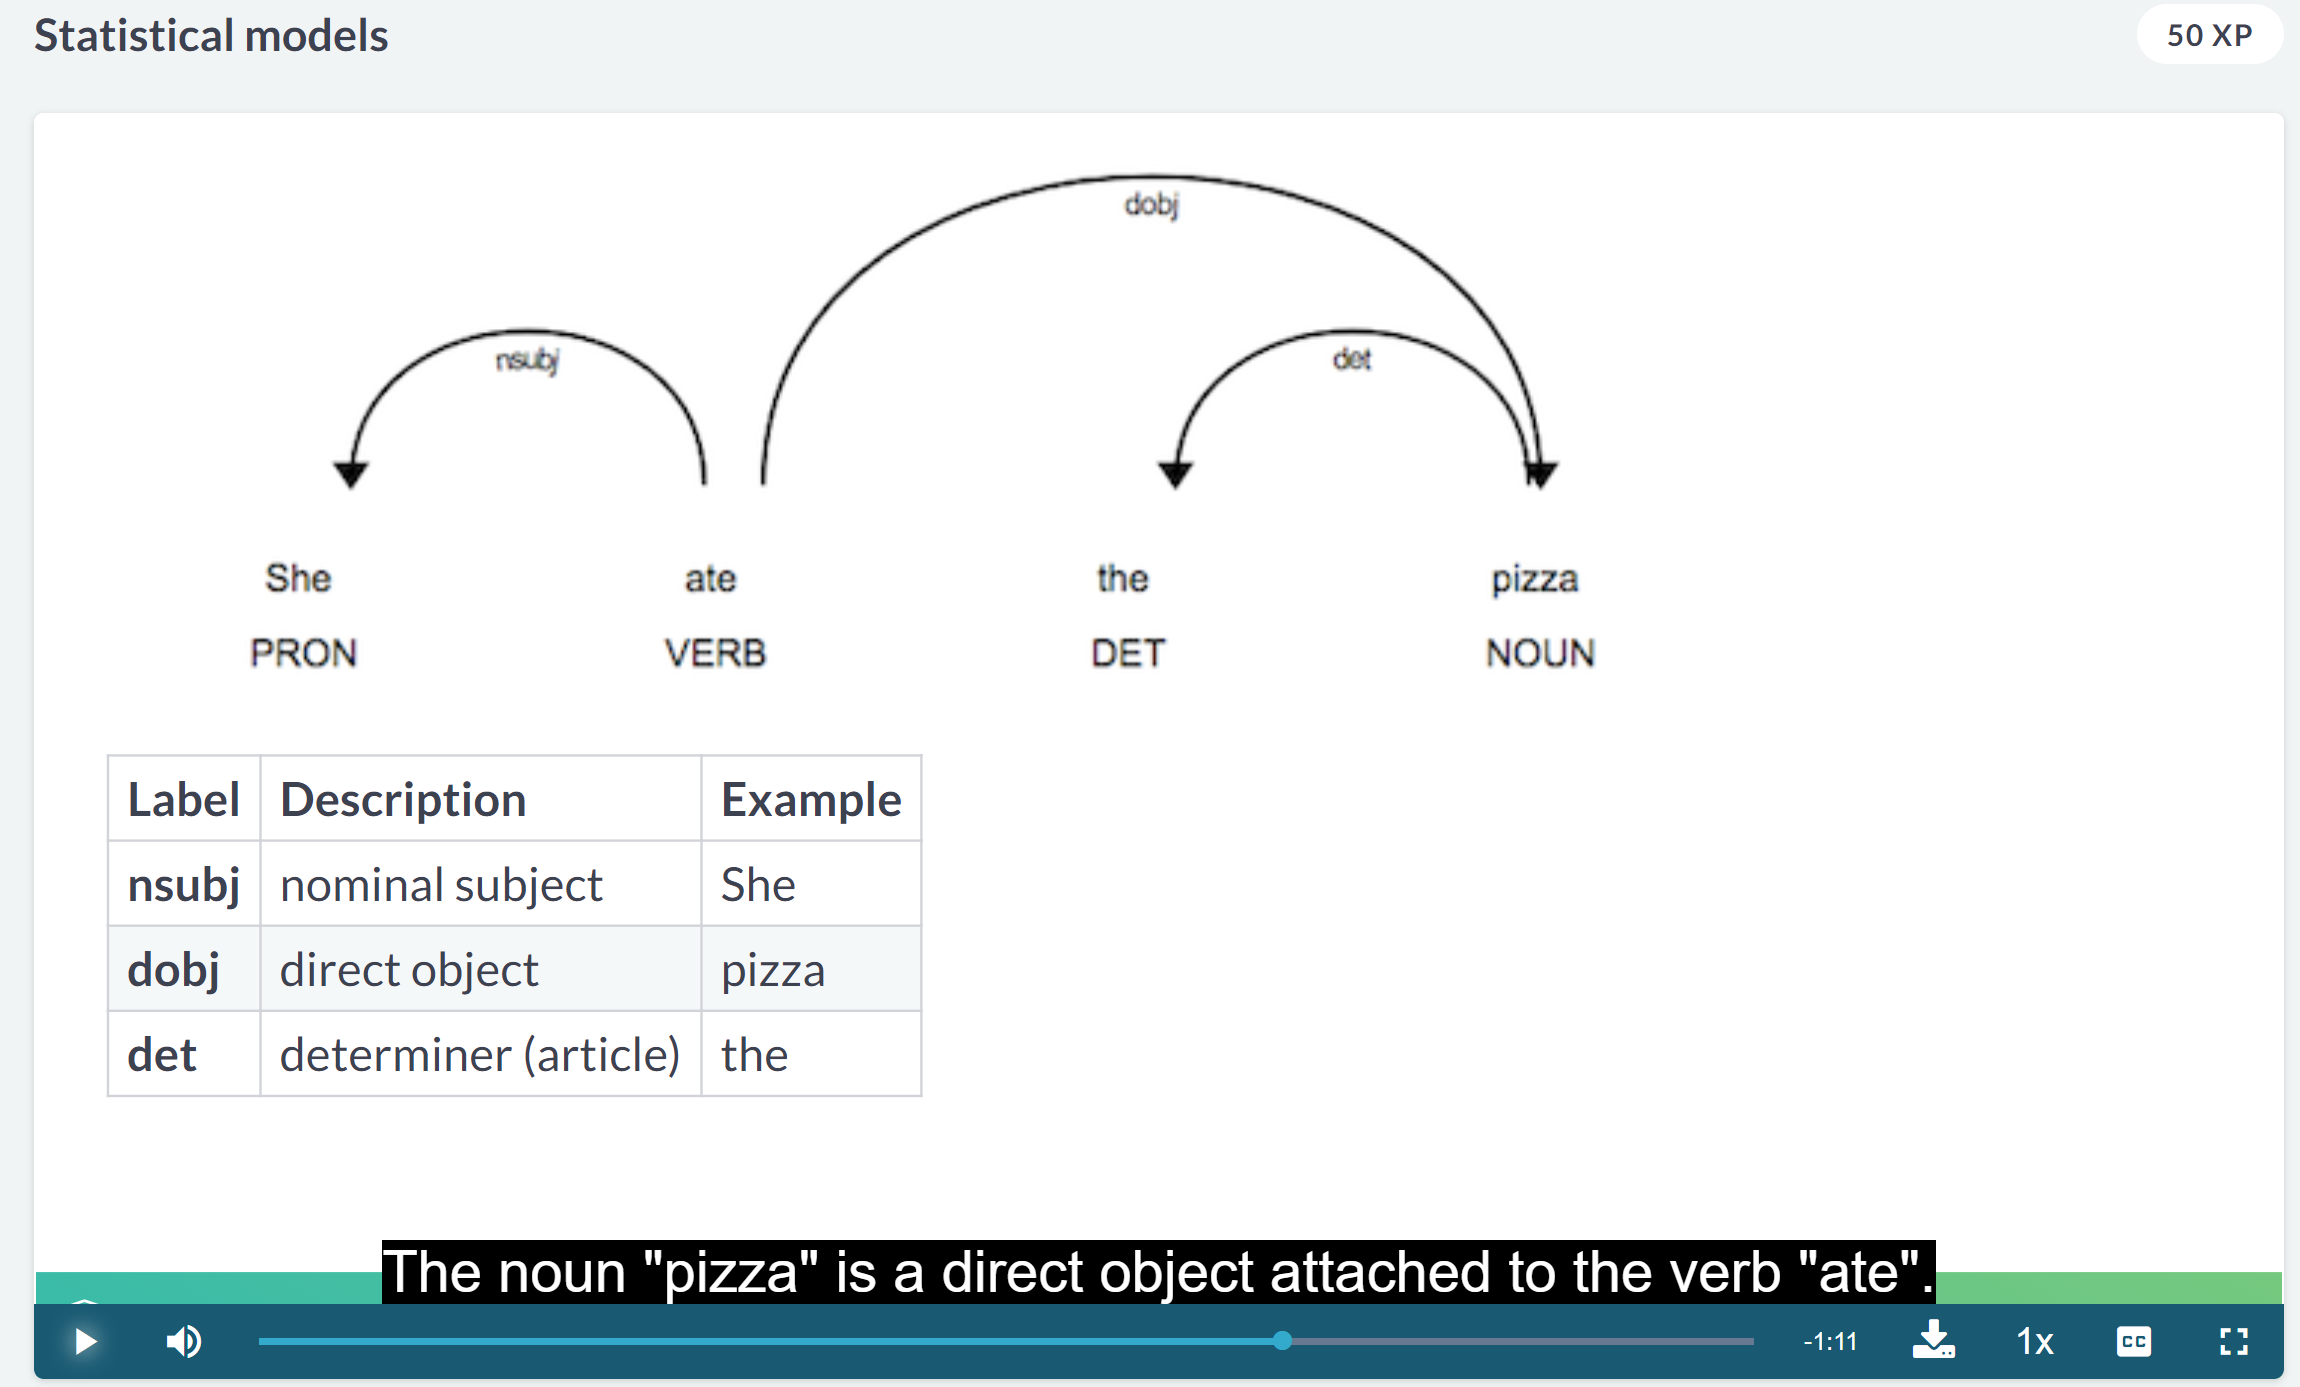 Statistical models
50 XP
dobj
nsubj
det
She ate the pizza
PRON VERB DET NOUN
Label Description Example
nsubj nominal subject She
dobj direct object pizza
det determiner (article) the
The noun "pizza" is a direct object attached to the verb "ate".
-1:11
1x
CC